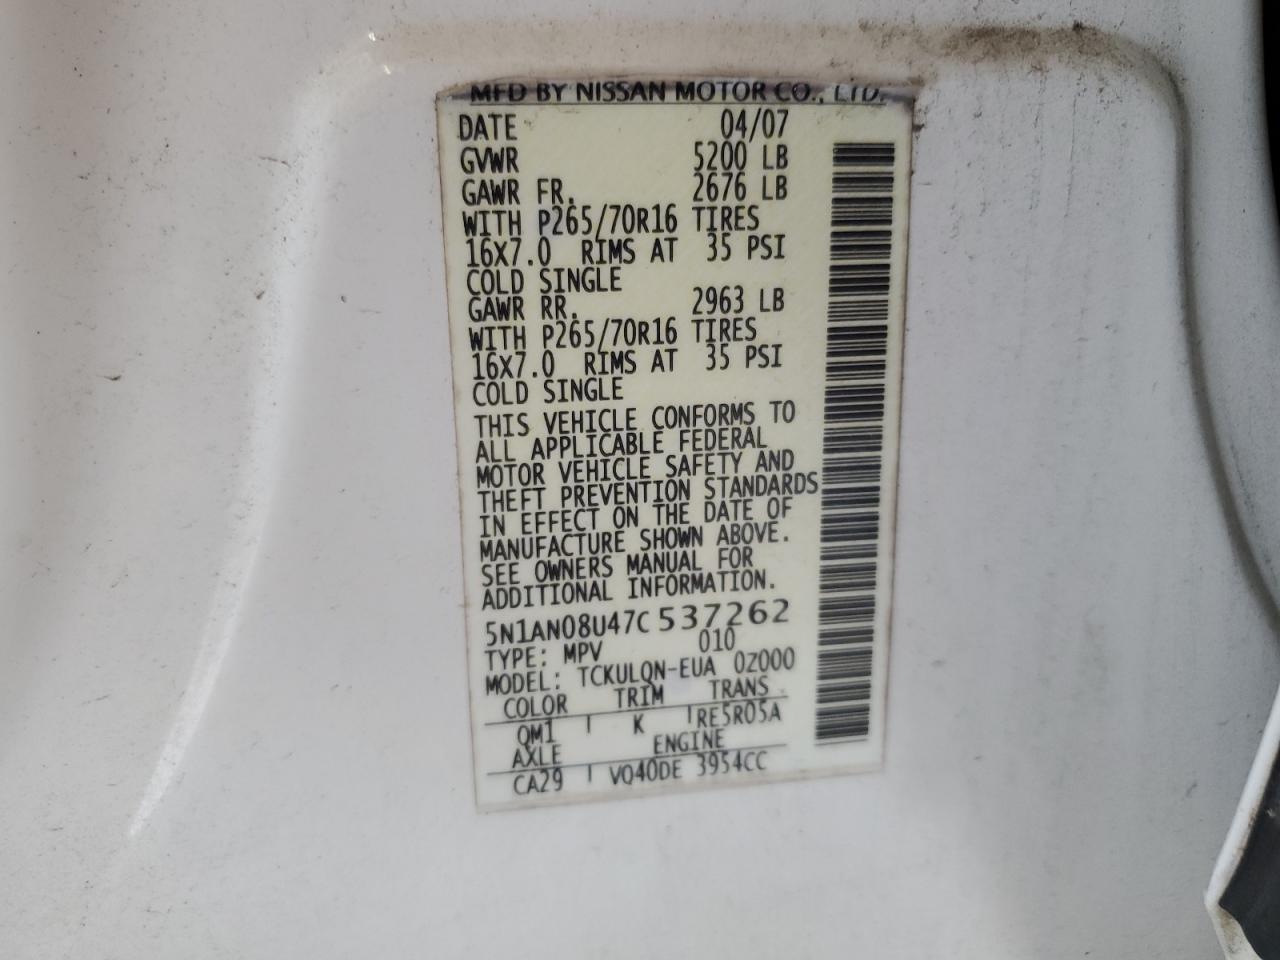 MFD BY NISSAN MOTOR CO., LTD.
DATE 04/07
GVWR 5200 LB
GAWR FR. 2676 LB
WITH P265/70R16 TIRES
16X7.0 RIMS AT 35 PSI
COLD SINGLE
GAWR RR. 2963 LB
WITH P265/70R16 TIRES
16X7.0 RIMS AT 35 PSI
COLD SINGLE
THIS VEHICLE CONFORMS TO
ALL APPLICABLE FEDERAL
MOTOR VEHICLE SAFETY AND
THEFT PREVENTION STANDARDS
IN EFFECT ON THE DATE OF
MANUFACTURE SHOWN ABOVE.
SEE OWNERS MANUAL FOR
ADDITIONAL INFORMATION.
5N1AN08U47C537262
TYPE: MPV 010
MODEL: TCKULQN-EUA 0Z000
COLOR TRIM TRANS
QM1 K RE5R05A
AXLE ENGINE
CA29 VQ40DE 3954CC